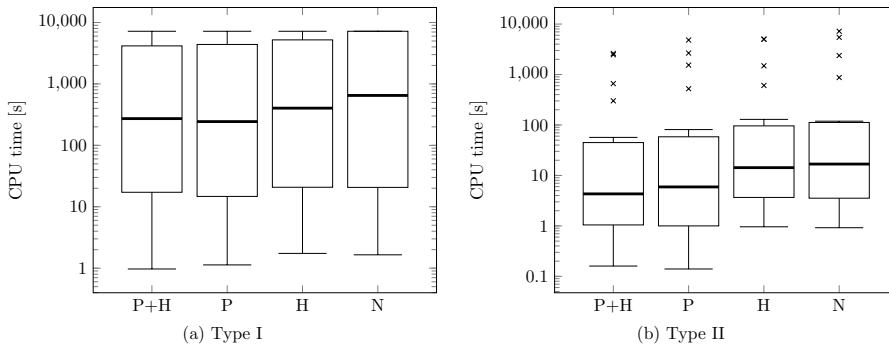 10,000
1,000
100
10
1
CPU time [s]
P+H P H N
(a) Type I
10,000
1,000
100
10
1
0.1
CPU time [s]
P+H P H N
(b) Type II